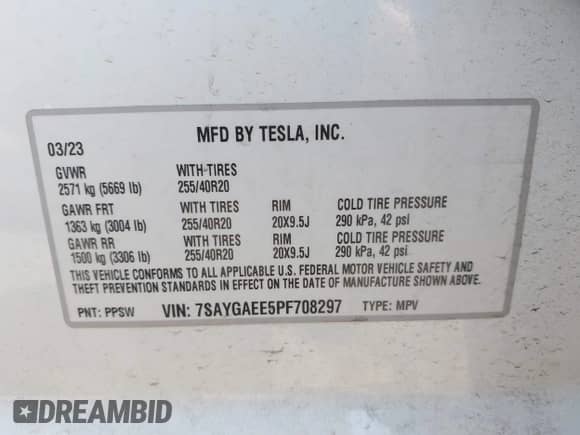 MFD BY TESLA, INC.
03/23
GVWR WITH TIRES
2571 kg (5669 lb) 255/40R20
GAWR FRT WITH TIRES RIM COLD TIRE PRESSURE
1363 kg (3004 lb) 255/40R20 20X9.5J 290 kPa, 42 psi
GAWR RR WITH TIRES RIM COLD TIRE PRESSURE
1500 kg (3306 lb) 255/40R20 20X9.5J 290 kPa, 42 psi
THIS VEHICLE CONFORMS TO ALL APPLICABLE U.S. FEDERAL MOTOR VEHICLE SAFETY AND
THEFT PREVENTION STANDARDS IN EFFECT ON THE DATE OF MANUFACTURE SHOWN ABOVE.
PNT: PPSW VIN: 7SAYGAEE5PF708297 TYPE: MPV
DREAMBID